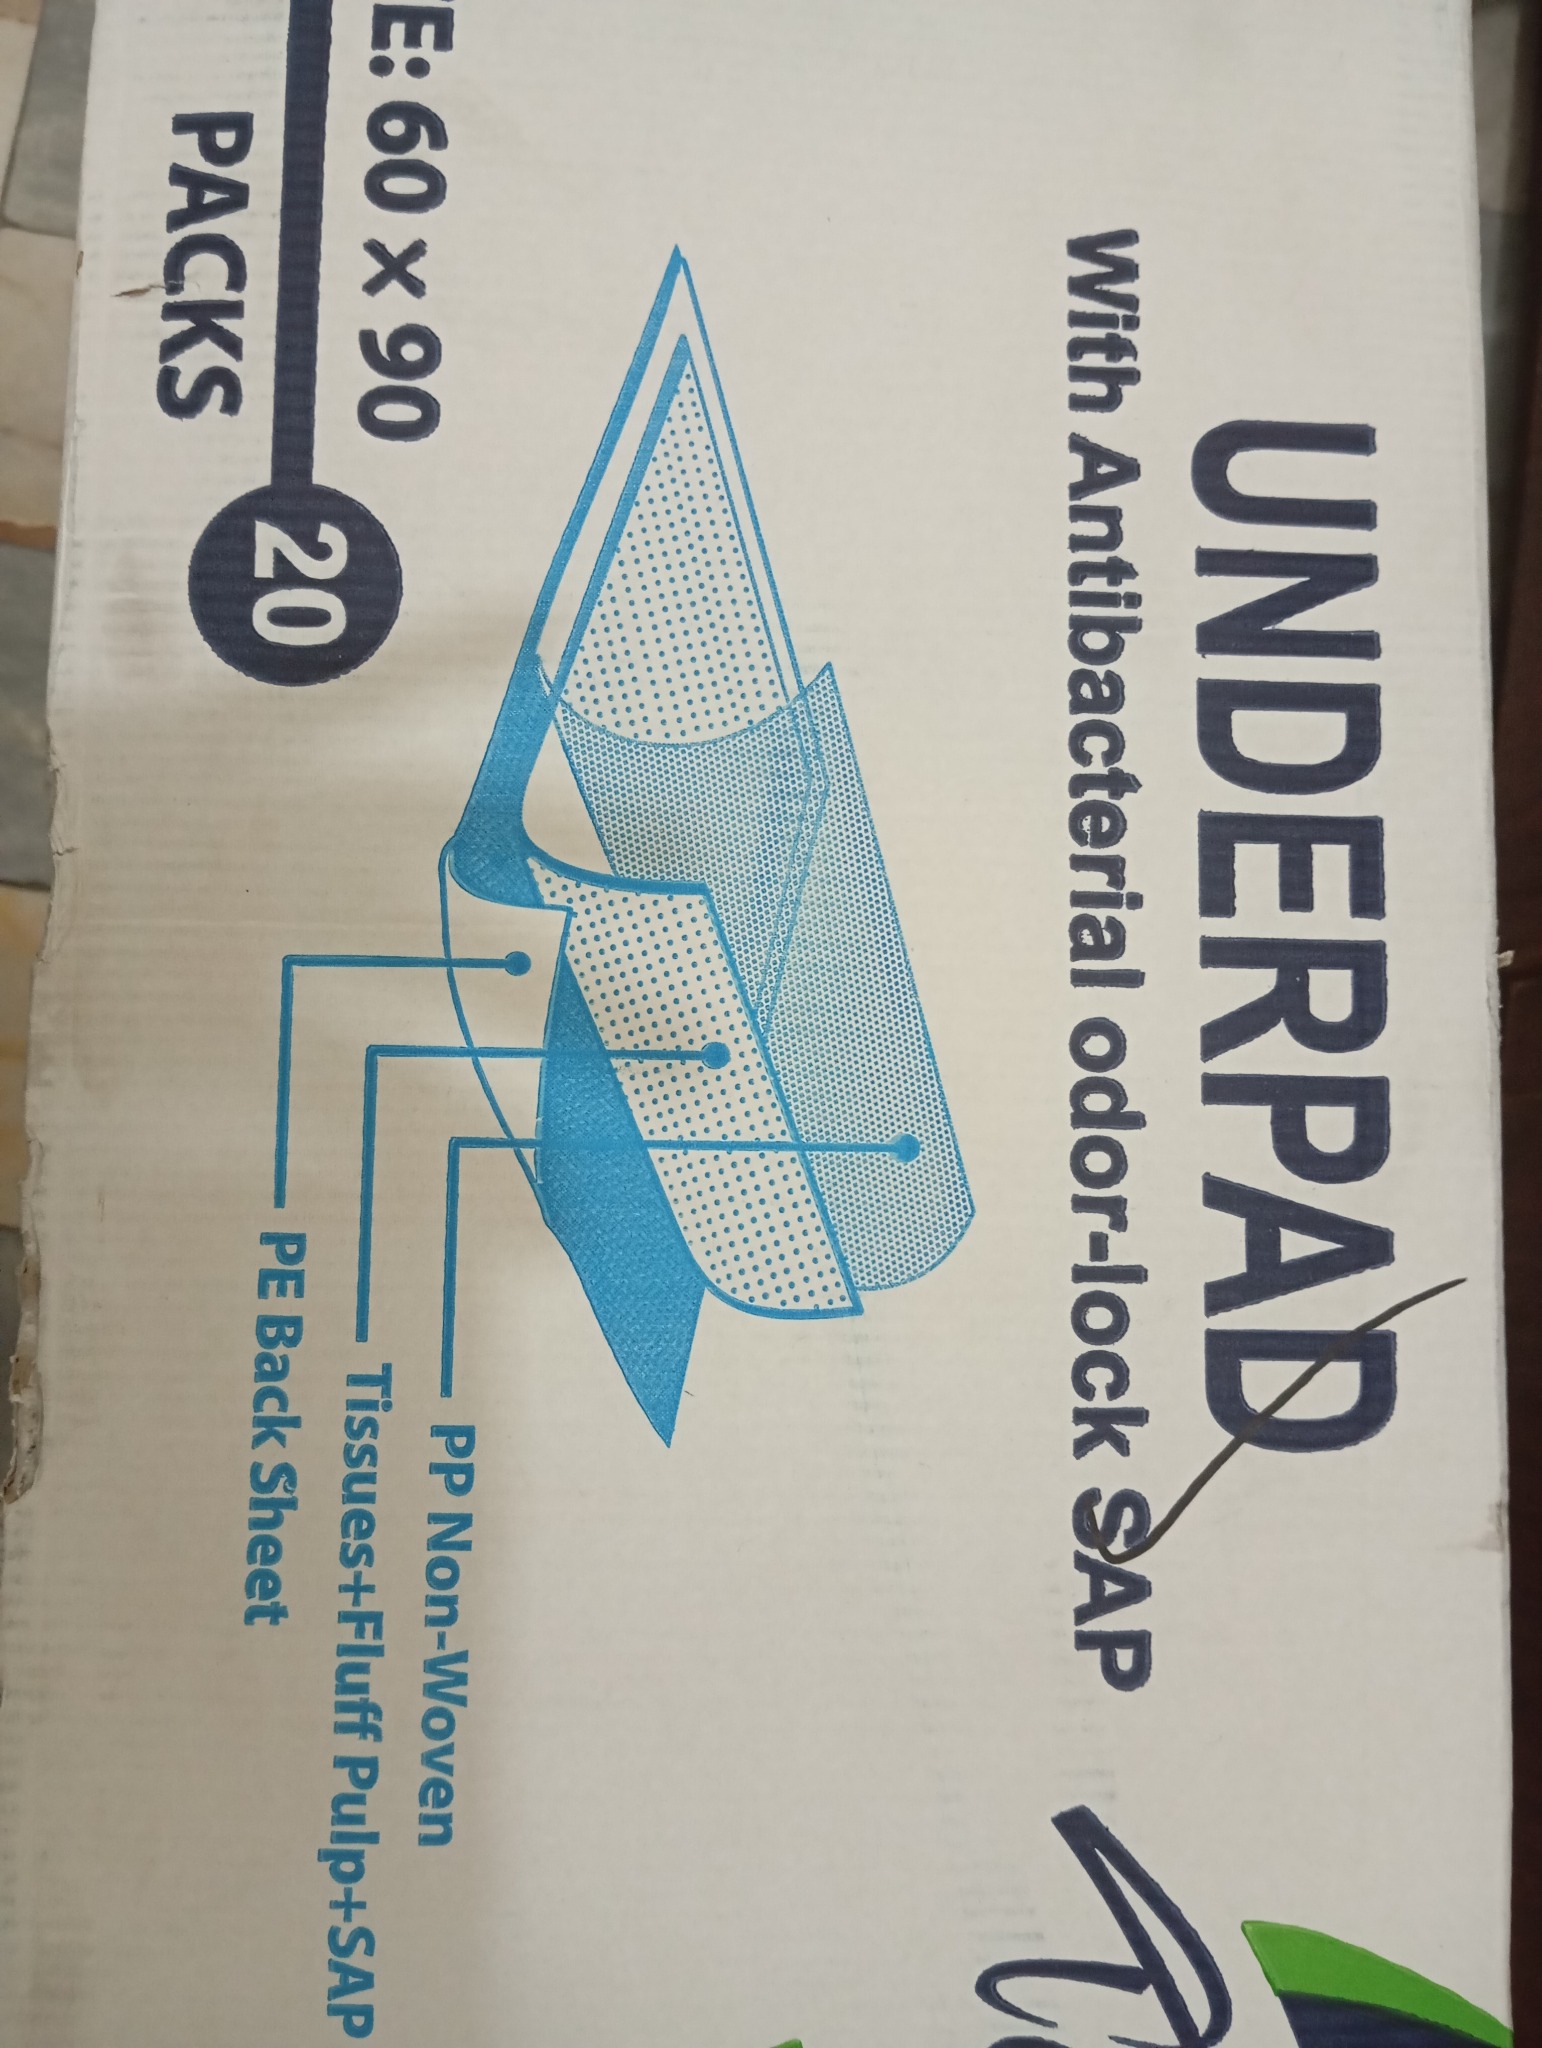 UNDERPAD
With Antibacterial odor-lock SAP
PP Non-Woven
Tissues+Fluff Pulp+SAP
PE Back Sheet
60 x 90
20
PACKS